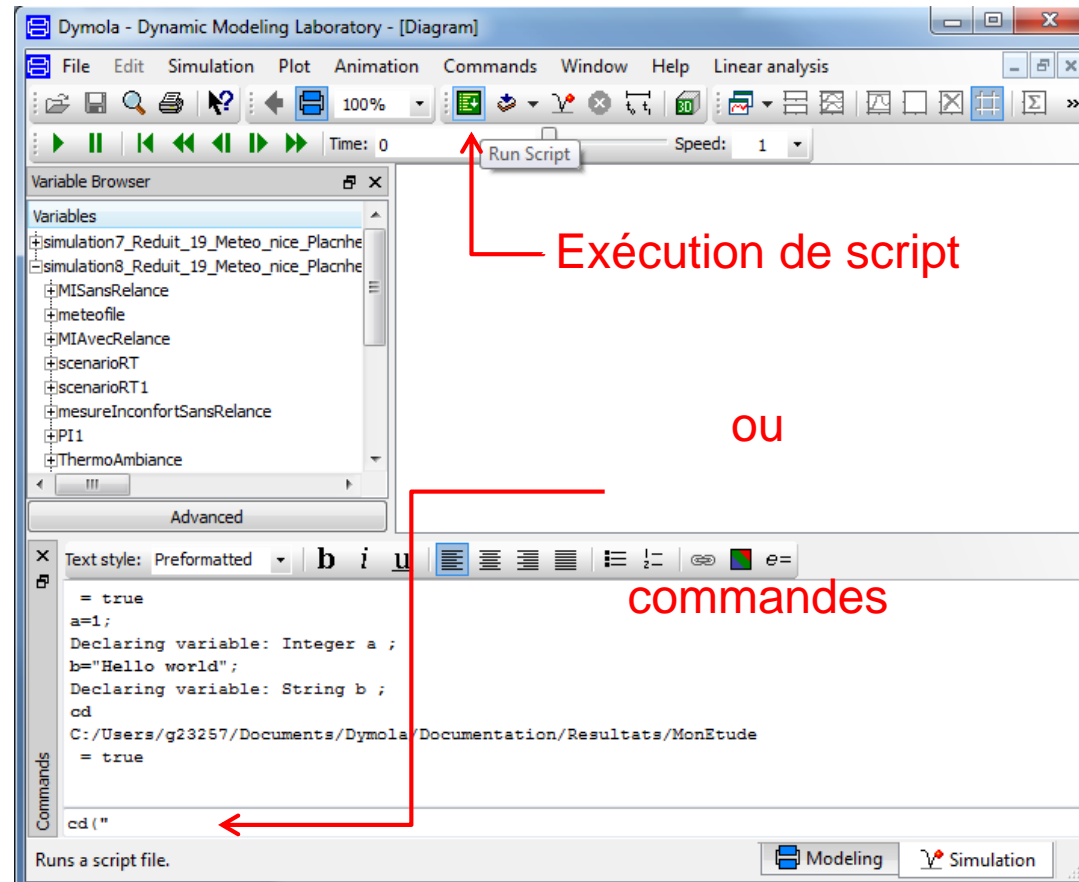 Dymola - Dynamic Modeling Laboratory - [Diagram]
File Edit Simulation Plot Animation Commands Window Help Linear analysis
100%
Time: 0
Speed: 1
Run Script
Variable Browser
Variables
simulation7_Reduit_19_Meteo_nice_Placnhe
simulation8_Reduit_19_Meteo_nice_Placnhe
MISansRelance
meteofile
MIAvecRelance
scenarioRT
scenarioRT1
mesureInconfortSansRelance
PI1
ThermoAmbiance
Advanced
Exécution de script
ou
commandes
Text style: Preformatted b i u e=
= true
a=1;
Declaring variable: Integer a ;
b="Hello world";
Declaring variable: String b ;
cd
C:/Users/g23257/Documents/Dymola/Documentation/Resultats/MonEtude
= true
Commands
cd("
Runs a script file.
Modeling Simulation